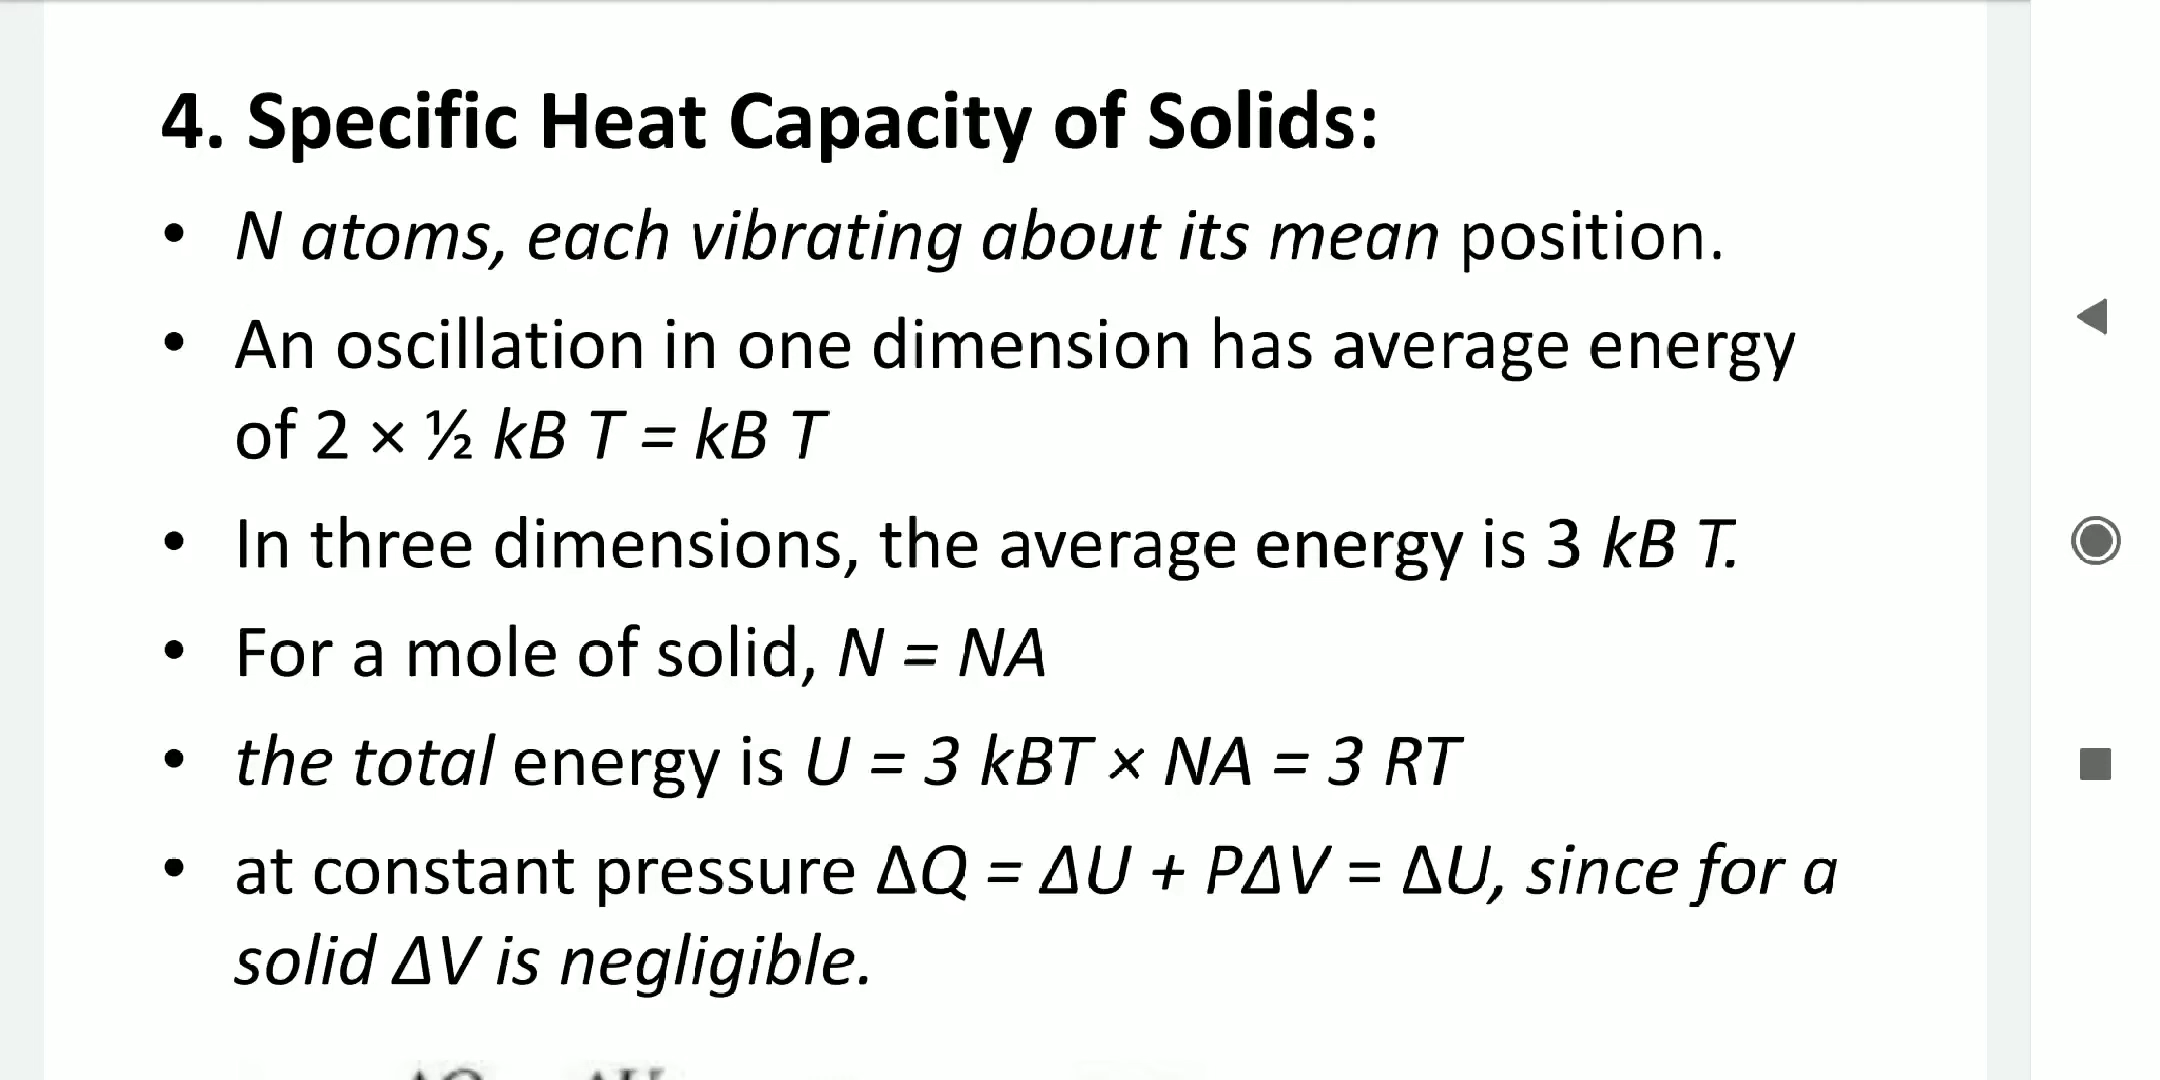 4. Specific Heat Capacity of Solids:
• N atoms, each vibrating about its mean position.
• An oscillation in one dimension has average energy
of 2 × ½ kB T = kB T
• In three dimensions, the average energy is 3 kB T.
• For a mole of solid, N = NA
• the total energy is U = 3 kBT × NA = 3 RT
• at constant pressure ΔQ = ΔU + PΔV = ΔU, since for a
solid ΔV is negligible.